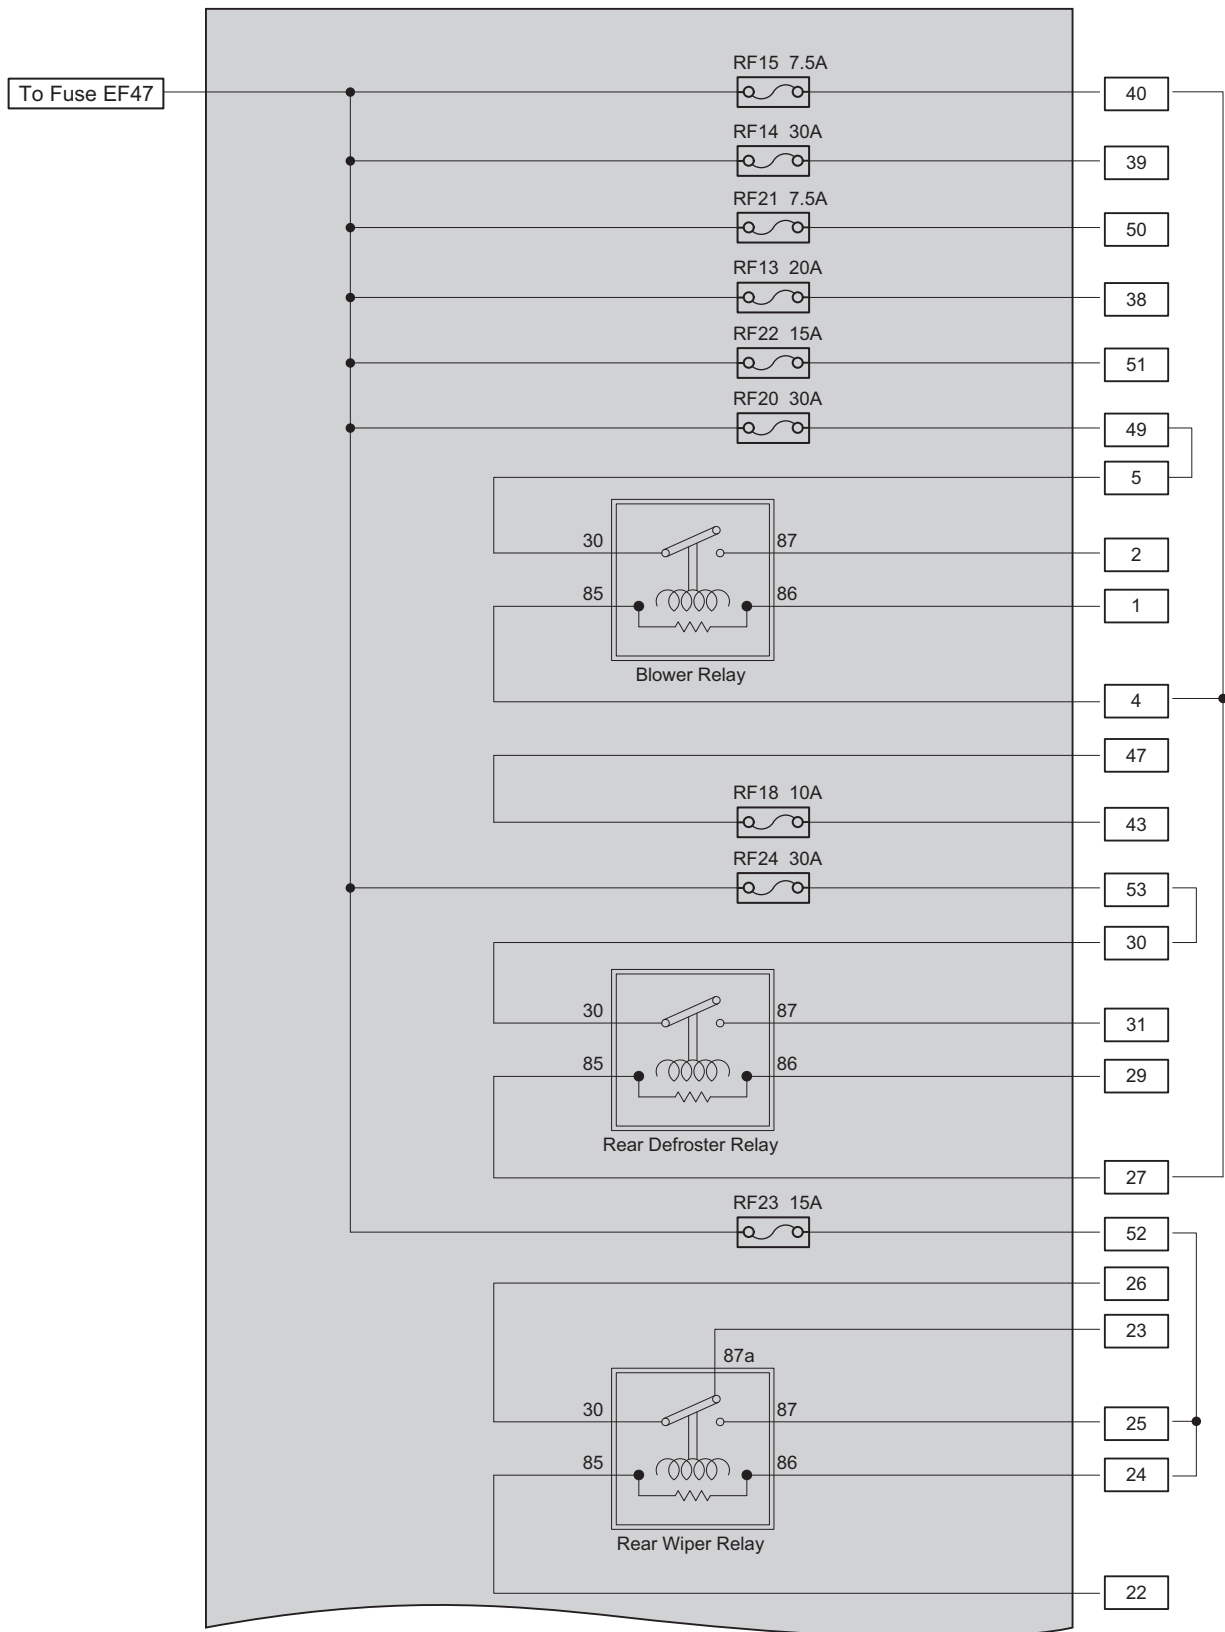 RF15 7.5A
To Fuse EF47
40
RF14 30A
39
RF21 7.5A
50
RF13 20A
38
RF22 15A
51
RF20 30A
49
5
30
87
2
85
86
1
Blower Relay
4
47
RF18 10A
43
RF24 30A
53
30
30
87
31
85
86
29
Rear Defroster Relay
27
RF23 15A
52
26
23
87a
30
87
25
85
86
24
Rear Wiper Relay
22